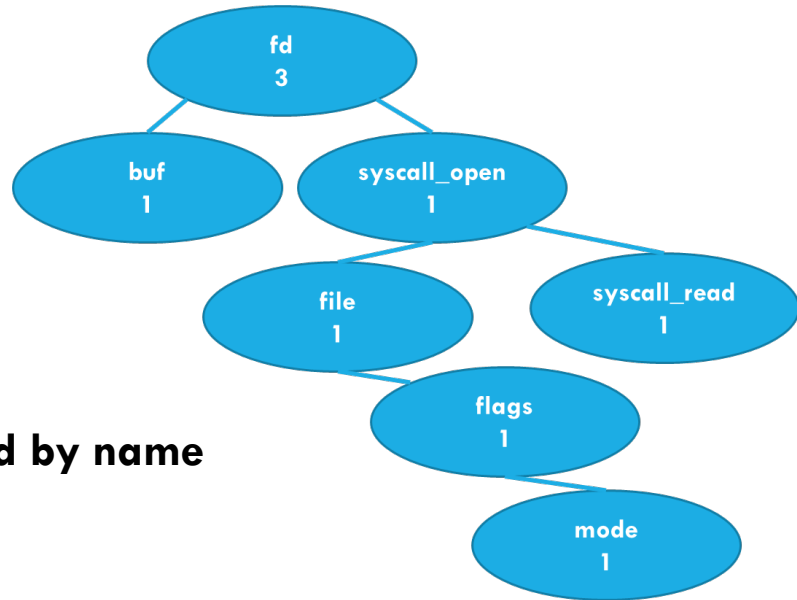 fd
3
buf
1
syscall_open
1
file
1
syscall_read
1
flags
1
d by name
mode
1